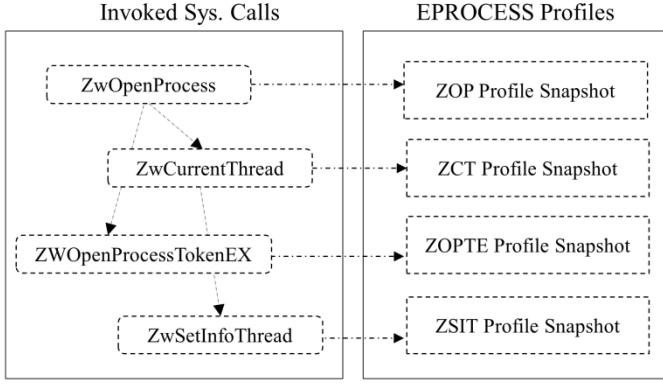 Invoked Sys. Calls
EPROCESS Profiles
ZwOpenProcess
ZOP Profile Snapshot
ZwCurrentThread
ZCT Profile Snapshot
ZWOpenProcessTokenEX
ZOPTE Profile Snapshot
ZwSetInfoThread
ZSIT Profile Snapshot